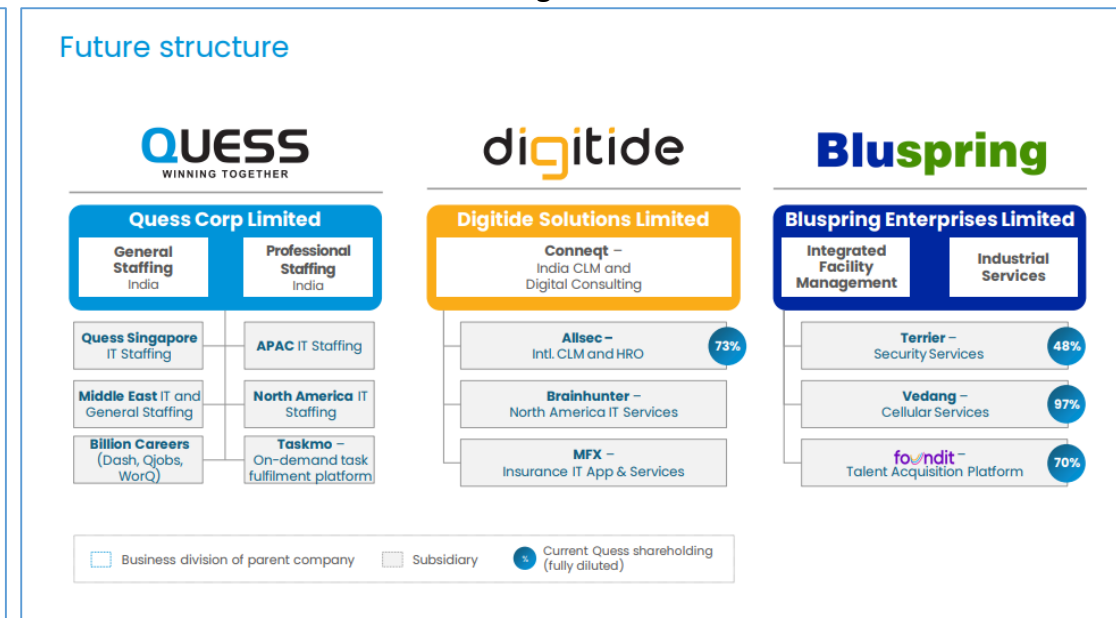 Future structure
QUESS
WINNING TOGETHER
digitide
Bluspring
Quess Corp Limited
General
Staffing
India
Professional
Staffing
India
Digitide Solutions Limited
Conneqt –
India CLM and
Digital Consulting
Bluspring Enterprises Limited
Integrated
Facility
Management
Industrial
Services
Quess Singapore
IT Staffing
APAC IT Staffing
Middle East IT and
General Staffing
North America IT
Staffing
Billion Careers
(Dash, Qjobs,
WorQ)
Taskmo –
On-demand task
fulfilment platform
Allsec –
Intl. CLM and HRO
73%
Brainhunter –
North America IT Services
MFX –
Insurance IT App & Services
Terrier –
Security Services
48%
Vedang –
Cellular Services
97%
foundit –
Talent Acquisition Platform
70%
Business division of parent company
Subsidiary
%
Current Quess shareholding
(fully diluted)